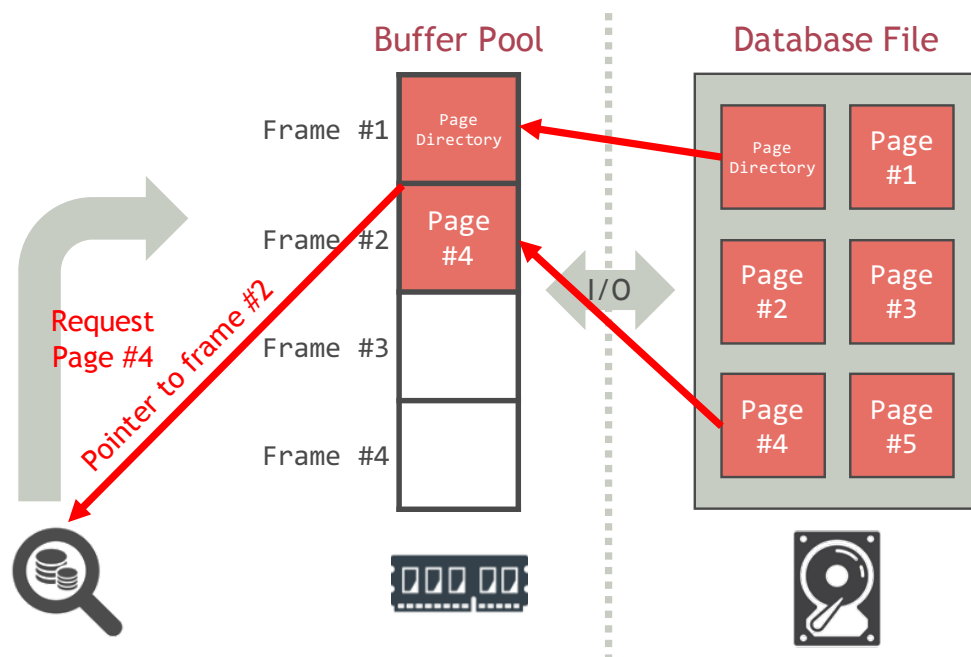 Buffer Pool
Database File
Frame #1
Page
Directory
Page
Directory
Page
#1
Frame #2
Page
#4
I/O
Page
#2
Page
#3
Request
Page #4
Pointer to frame #2
Frame #3
Frame #4
Page
#4
Page
#5